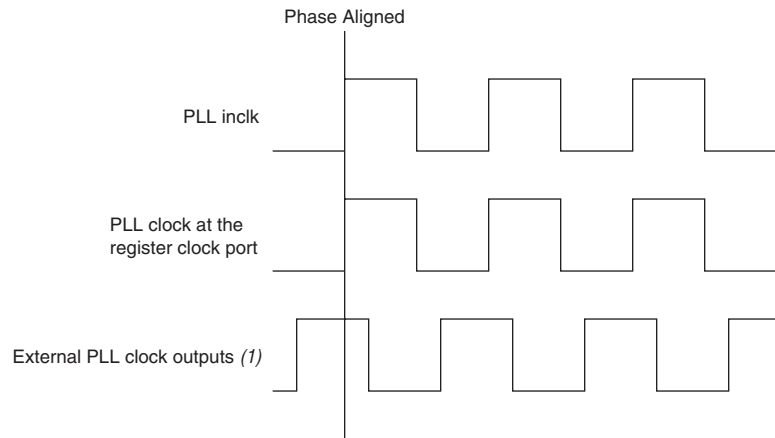 Phase Aligned
PLL inclk
PLL clock at the
register clock port
External PLL clock outputs (1)